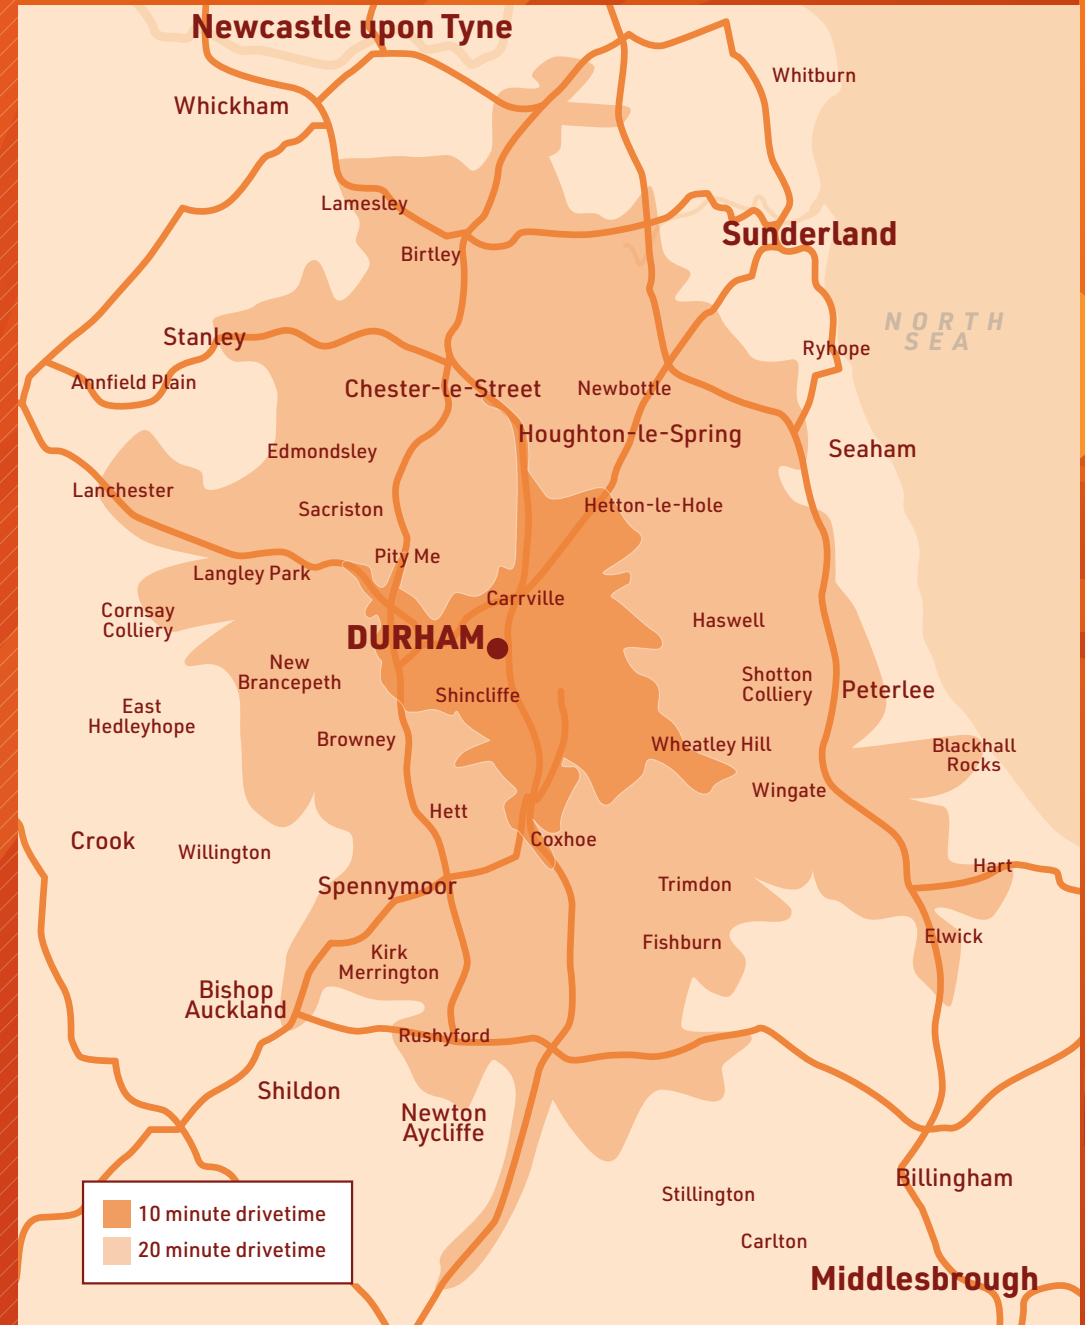 Newcastle upon Tyne
Whitburn
Whickham
Lamesley
Sunderland
Birtley
NORTH
SEA
Stanley
Ryhope
Annfield Plain
Chester-le-Street
Newbottle
Houghton-le-Spring
Seaham
Edmondsley
Lanchester
Sacriston
Hetton-le-Hole
Pity Me
Langley Park
Carrville
Cornsay
Colliery
Haswell
DURHAM
New
Brancepeth
Shotton
Colliery
Peterlee
Shincliffe
East
Hedleyhope
Browney
Wheatley Hill
Blackhall
Rocks
Wingate
Hett
Crook
Willington
Coxhoe
Hart
Spennymoor
Trimdon
Fishburn
Elwick
Kirk
Merrington
Bishop
Auckland
Rushyford
Shildon
Newton
Aycliffe
Billingham
Stillington
10 minute drivetime
Carlton
20 minute drivetime
Middlesbrough